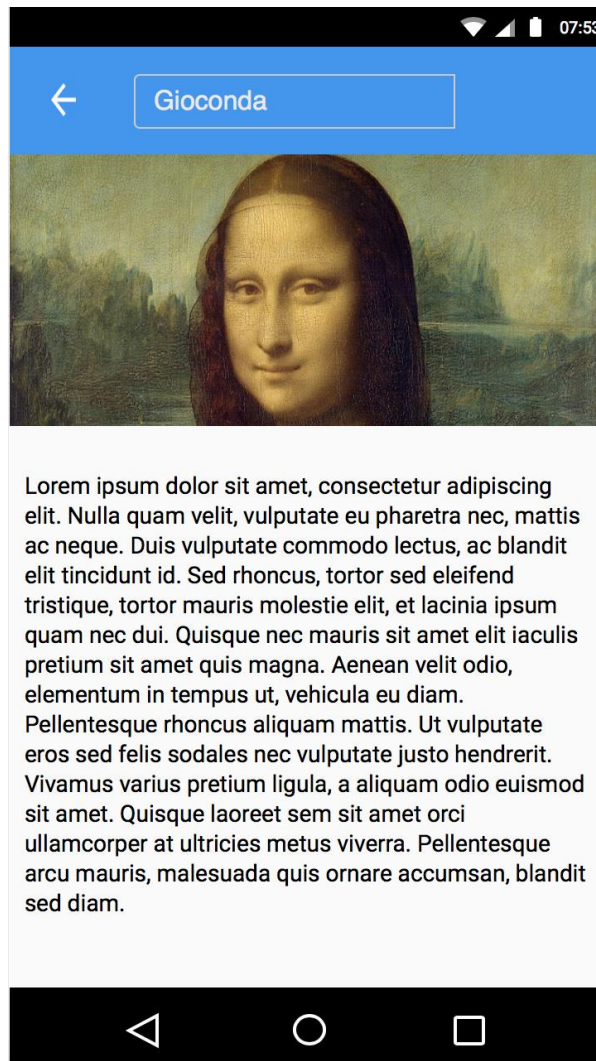 07:53
Gioconda
Lorem ipsum dolor sit amet, consectetur adipiscing
elit. Nulla quam velit, vulputate eu pharetra nec, mattis
ac neque. Duis vulputate commodo lectus, ac blandit
elit tincidunt id. Sed rhoncus, tortor sed eleifend
tristique, tortor mauris molestie elit, et lacinia ipsum
quam nec dui. Quisque nec mauris sit amet elit iaculis
pretium sit amet quis magna. Aenean velit odio,
elementum in tempus ut, vehicula eu diam.
Pellentesque rhoncus aliquam mattis. Ut vulputate
eros sed felis sodales nec vulputate justo hendrerit.
Vivamus varius pretium ligula, a aliquam odio euismod
sit amet. Quisque laoreet sem sit amet orci
ullamcorper at ultricies metus viverra. Pellentesque
arcu mauris, malesuada quis ornare accumsan, blandit
sed diam.